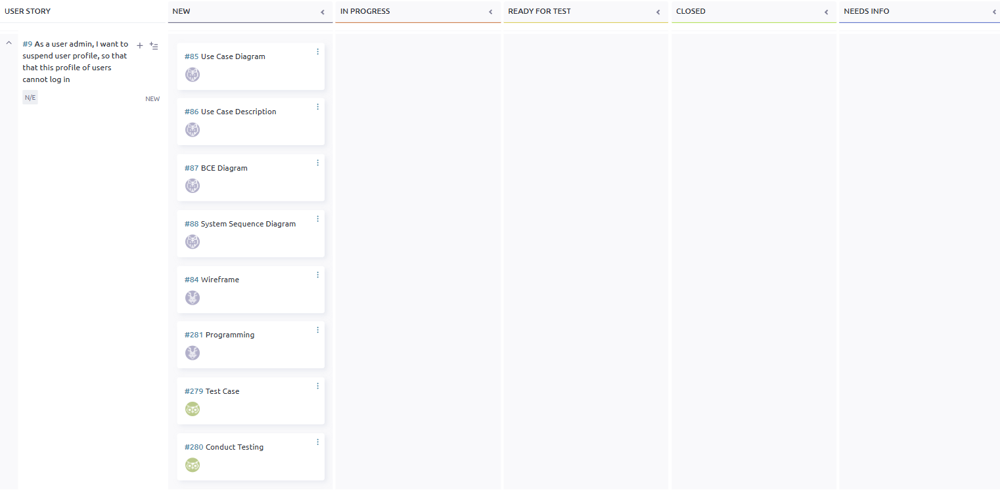 USER STORY
NEW
IN PROGRESS
READY FOR TEST
CLOSED
NEEDS INFO
#9 As a user admin, I want to
suspend user profile, so that
that this profile of users
cannot log in
N/E
NEW
#85 Use Case Diagram
#86 Use Case Description
#87 BCE Diagram
#88 System Sequence Diagram
#84 Wireframe
#281 Programming
#279 Test Case
#280 Conduct Testing